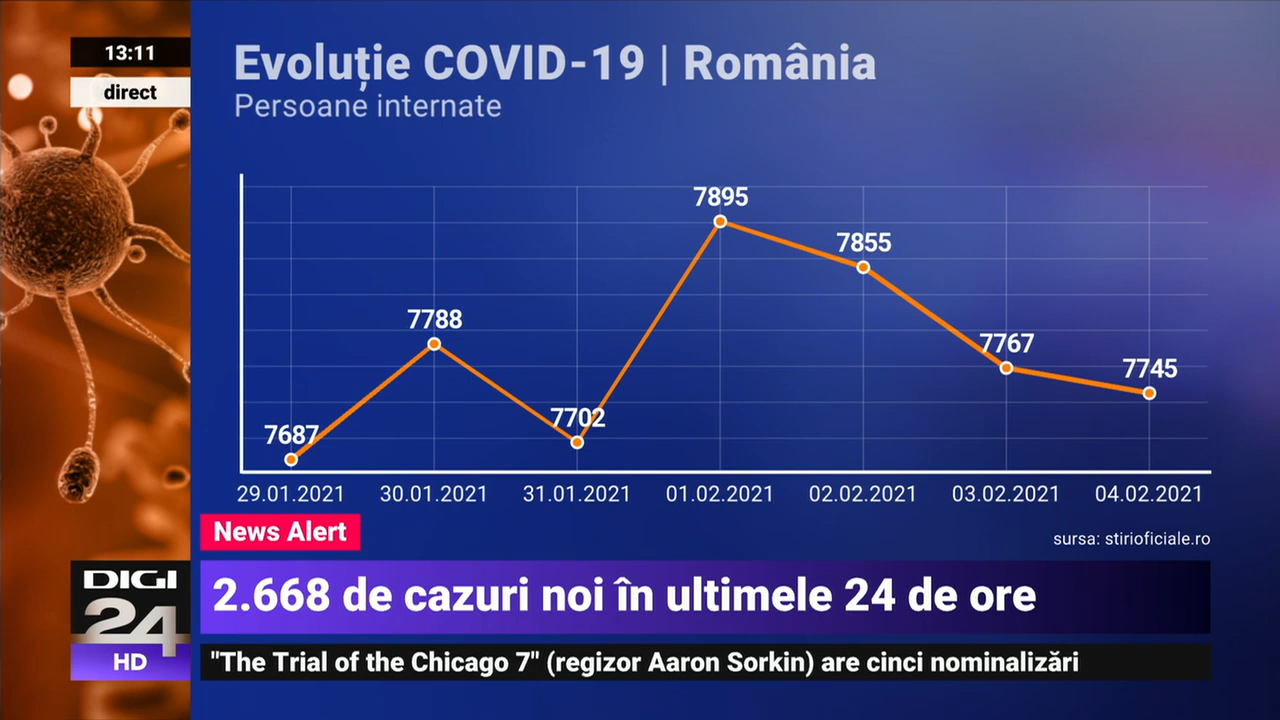 13:11
direct
Evoluție COVID-19 | România
Persoane internate
7895
7855
7788
7767
7745
7702
7687
29.01.2021 30.01.2021 31.01.2021 01.02.2021 02.02.2021 03.02.2021 04.02.2021
News Alert
sursa: stirioficiale.ro
DIGI
24
HD
2.668 de cazuri noi în ultimele 24 de ore
"The Trial of the Chicago 7" (regizor Aaron Sorkin) are cinci nominalizări